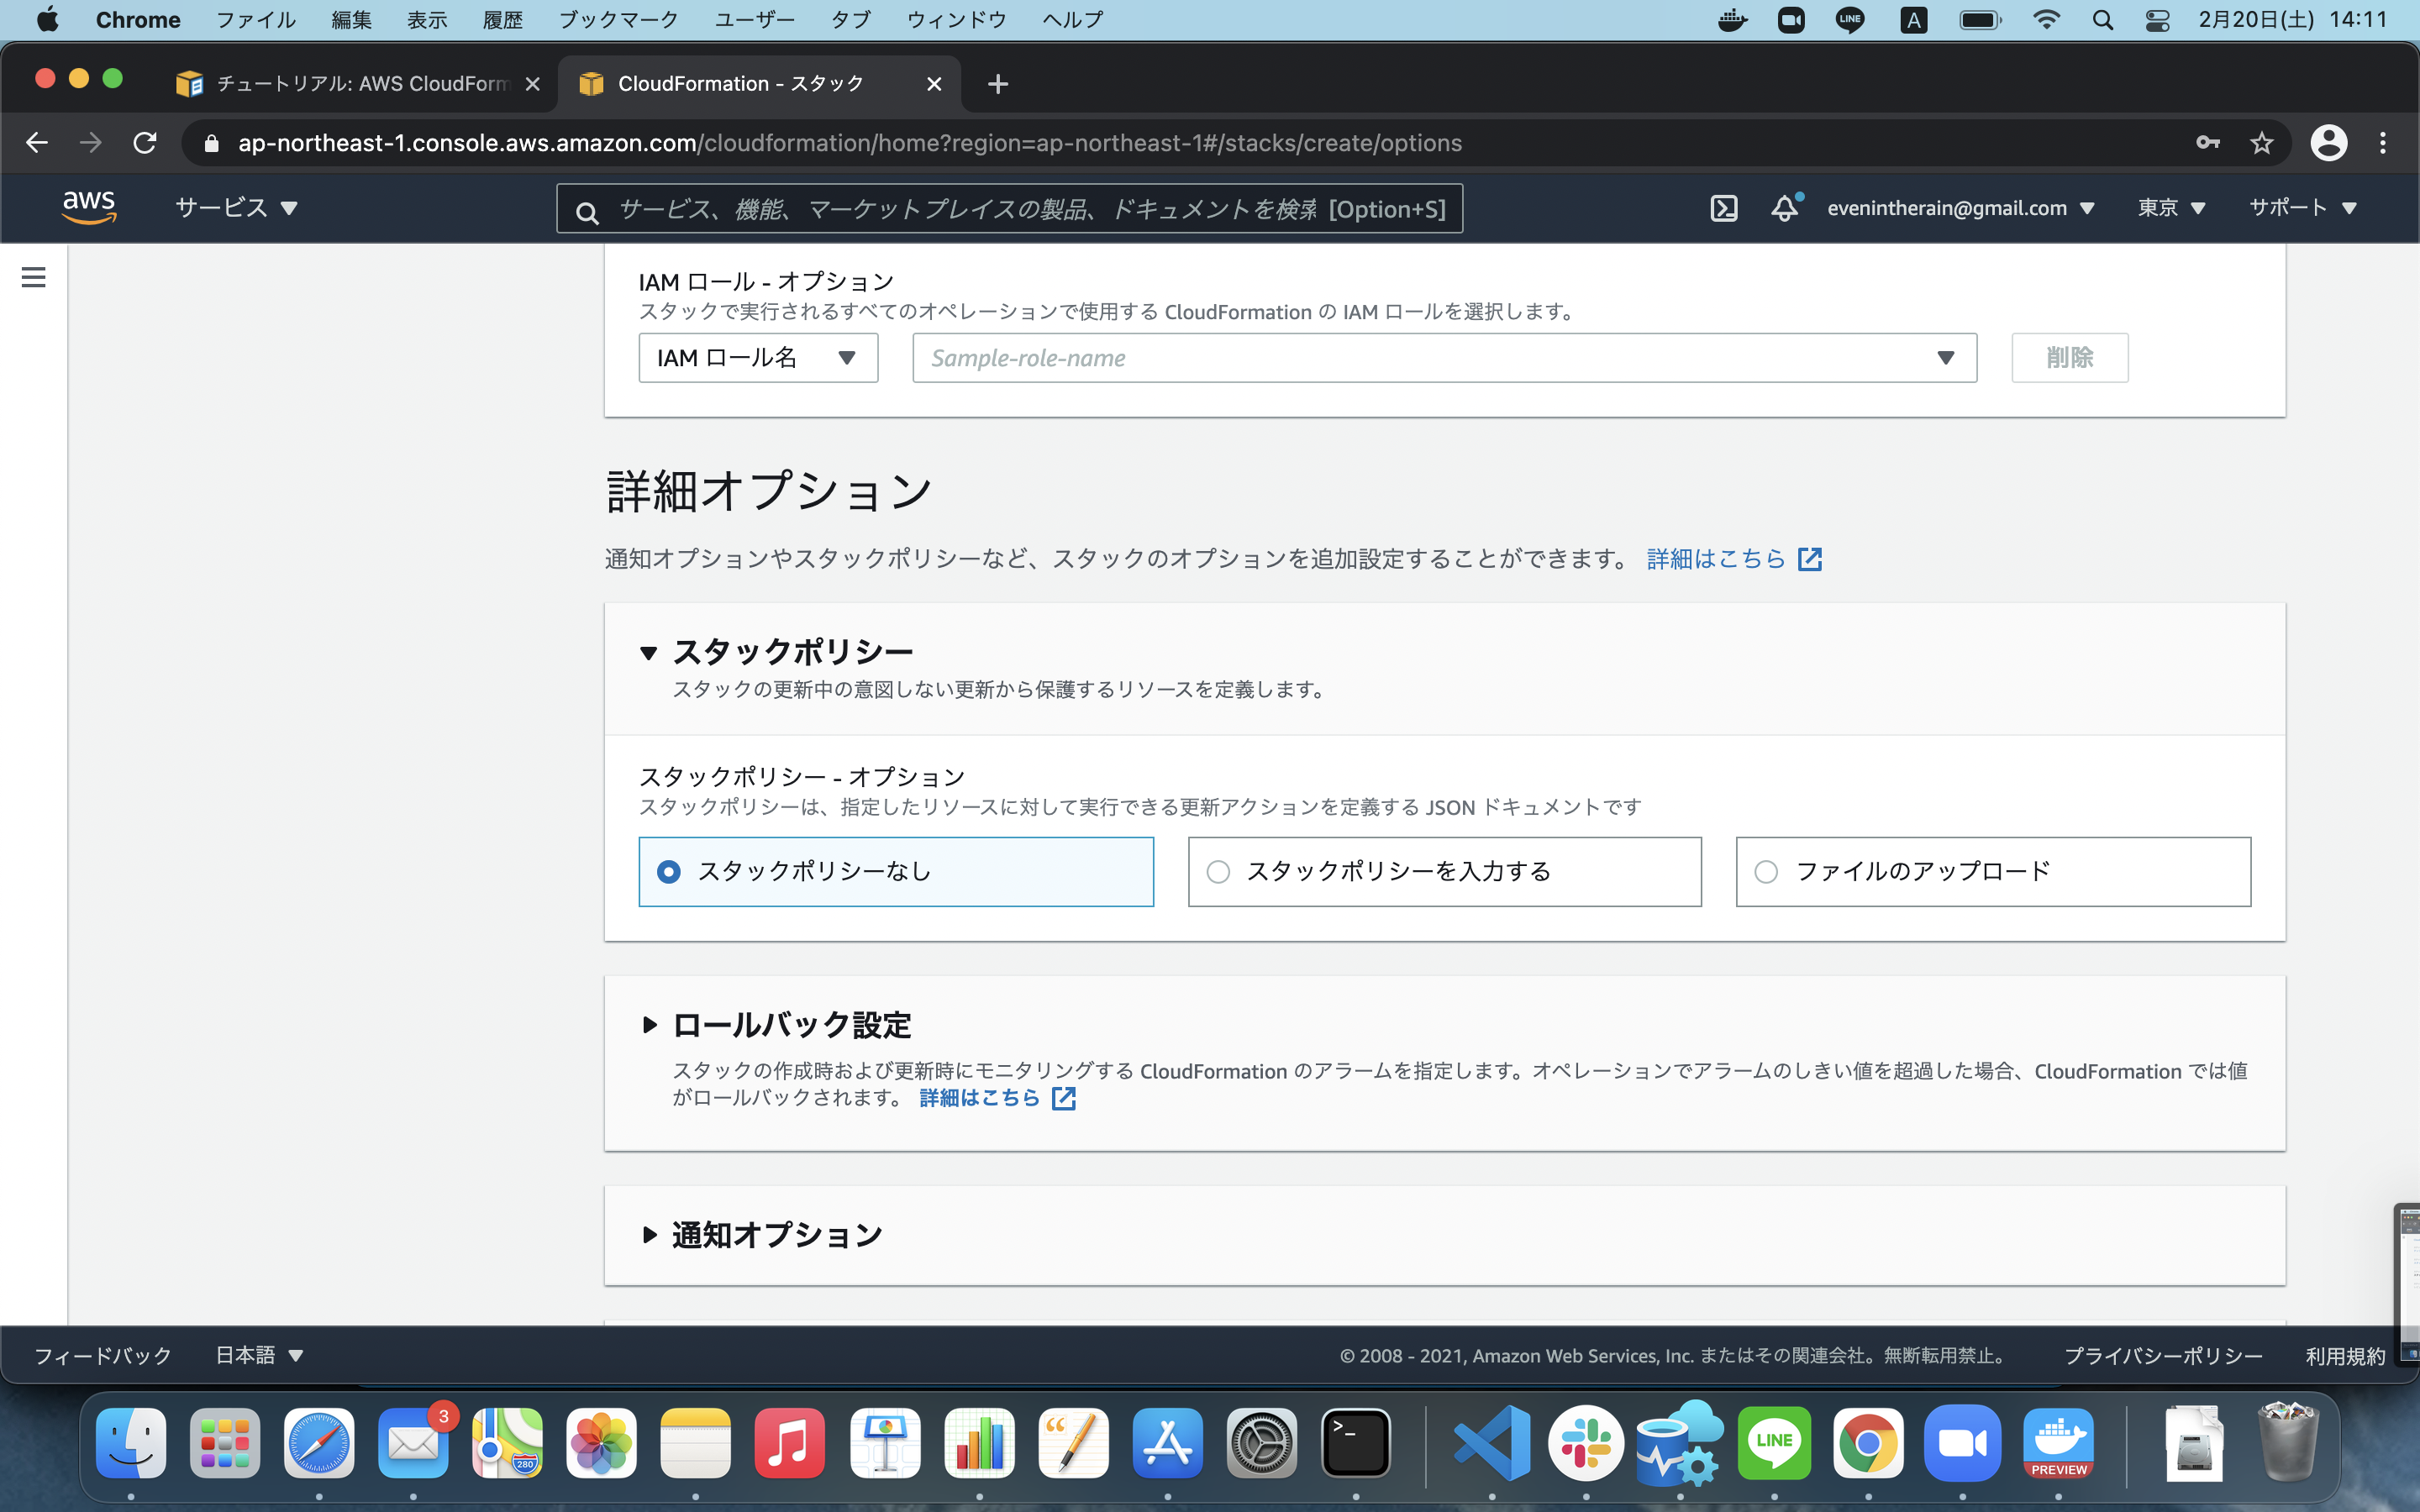 Chrome ファイル 編集 表示 履歴 ブックマーク ユーザー タブ ウィンドウ ヘルプ LINE A 2月20日(土) 14:11
チュートリアル: AWS CloudForm CloudFormation - スタック
ap-northeast-1.console.aws.amazon.com/cloudformation/home?region=ap-northeast-1#/stacks/create/options
aws サービス サービス、機能、マーケットプレイスの製品、ドキュメントを検索 [Option+S] evenintherain@gmail.com 東京 サポート
IAM ロール - オプション
スタックで実行されるすべてのオペレーションで使用する CloudFormation の IAM ロールを選択します。
IAM ロール名 Sample-role-name 削除
詳細オプション
通知オプションやスタックポリシーなど、スタックのオプションを追加設定することができます。 詳細はこちら
スタックポリシー
スタックの更新中の意図しない更新から保護するリソースを定義します。
スタックポリシー - オプション
スタックポリシーは、指定したリソースに対して実行できる更新アクションを定義する JSON ドキュメントです
スタックポリシーなし スタックポリシーを入力する ファイルのアップロード
ロールバック設定
スタックの作成時および更新時にモニタリングする CloudFormation のアラームを指定します。オペレーションでアラームのしきい値を超過した場合、CloudFormation では値
がロールバックされます。 詳細はこちら
通知オプション
フィードバック 日本語 © 2008 - 2021, Amazon Web Services, Inc. またはその関連会社。無断転用禁止。 プライバシーポリシー 利用規約
3
280
>_
LINE
PREVIEW